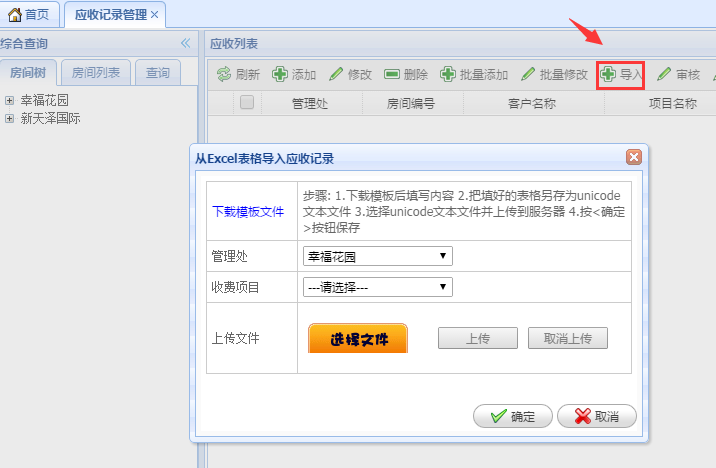 首页
应收记录管理
综合查询
应收列表
房间树
房间列表
查询
刷新
添加
修改
删除
批量添加
批量修改
导入
审核
幸福花园
新天泽国际
管理处
房间编号
客户名称
项目名称
从Excel表格导入应收记录
下载模板文件
步骤: 1.下载模板后填写内容 2.把填好的表格另存为unicode
文本文件 3.选择unicode文本文件并上传到服务器 4.按<确定
>按钮保存
管理处
幸福花园
收费项目
---请选择---
上传文件
选择文件
上传
取消上传
确定
取消